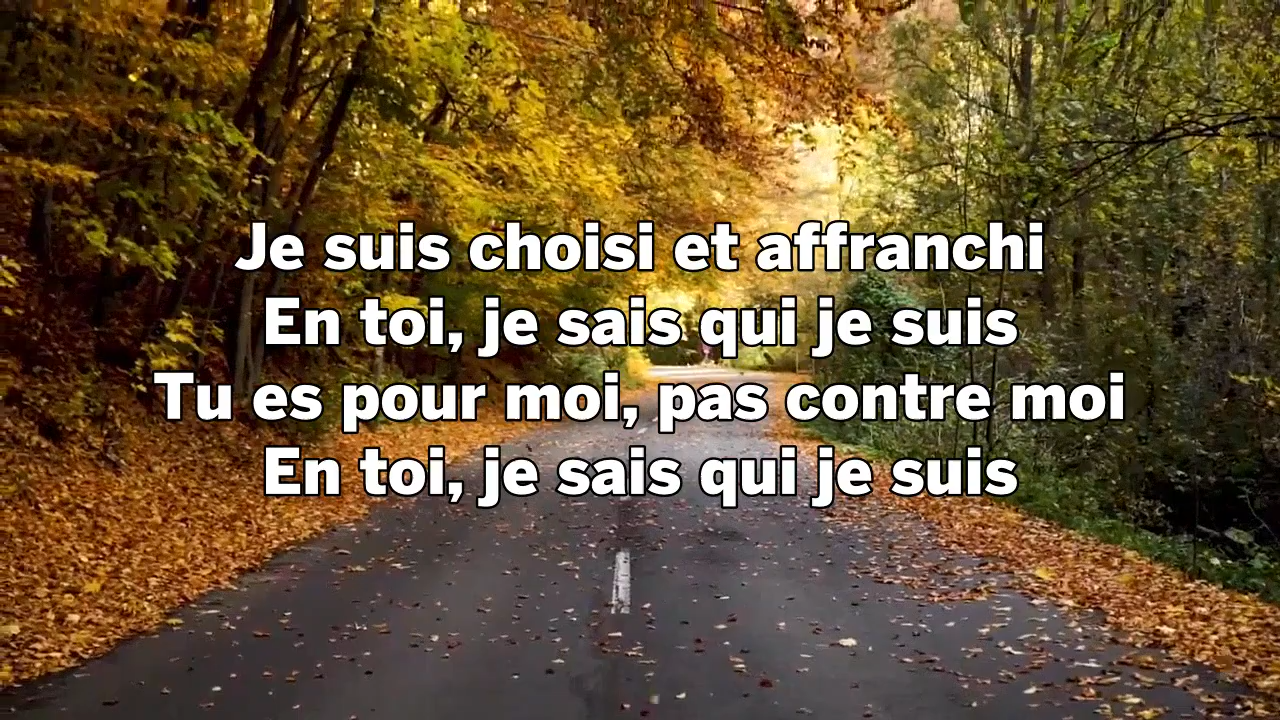 Je suis choisi et affranchi
En toi, je sais qui je suis
Tu es pour moi, pas contre moi
En toi, je sais qui je suis